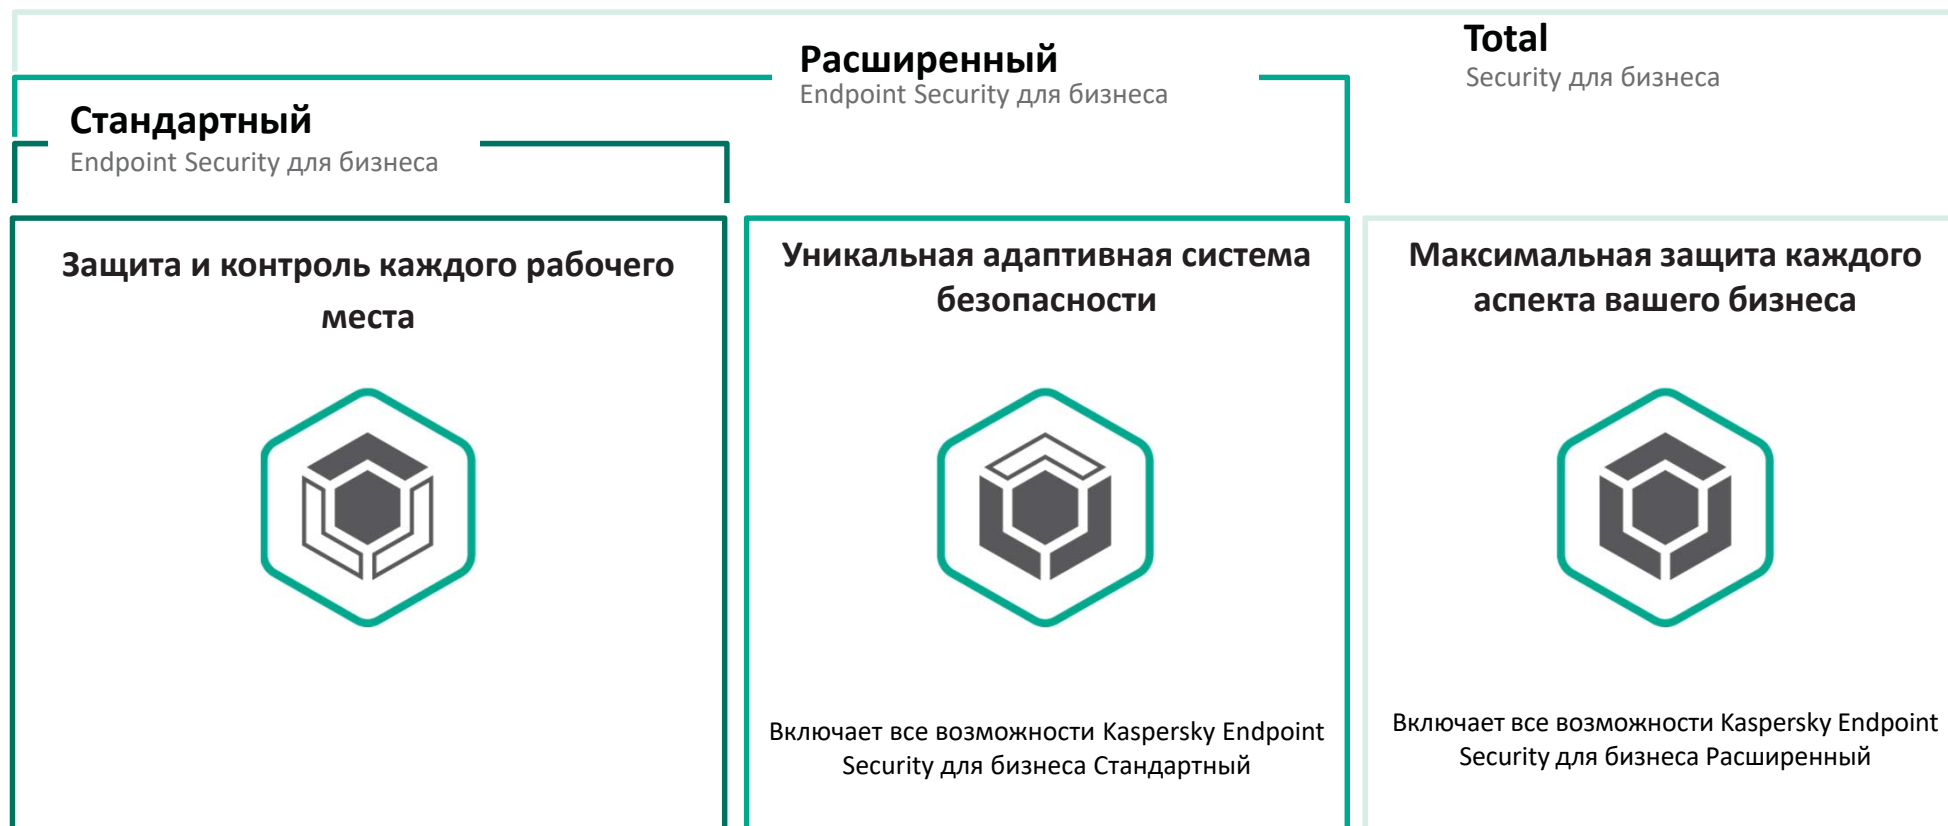 Стандартный
Endpoint Security для бизнеса
Расширенный
Endpoint Security для бизнеса
Total
Security для бизнеса
Защита и контроль каждого рабочего
места
Уникальная адаптивная система
безопасности
Включает все возможности Kaspersky Endpoint
Security для бизнеса Стандартный
Максимальная защита каждого
аспекта вашего бизнеса
Включает все возможности Kaspersky Endpoint
Security для бизнеса Расширенный